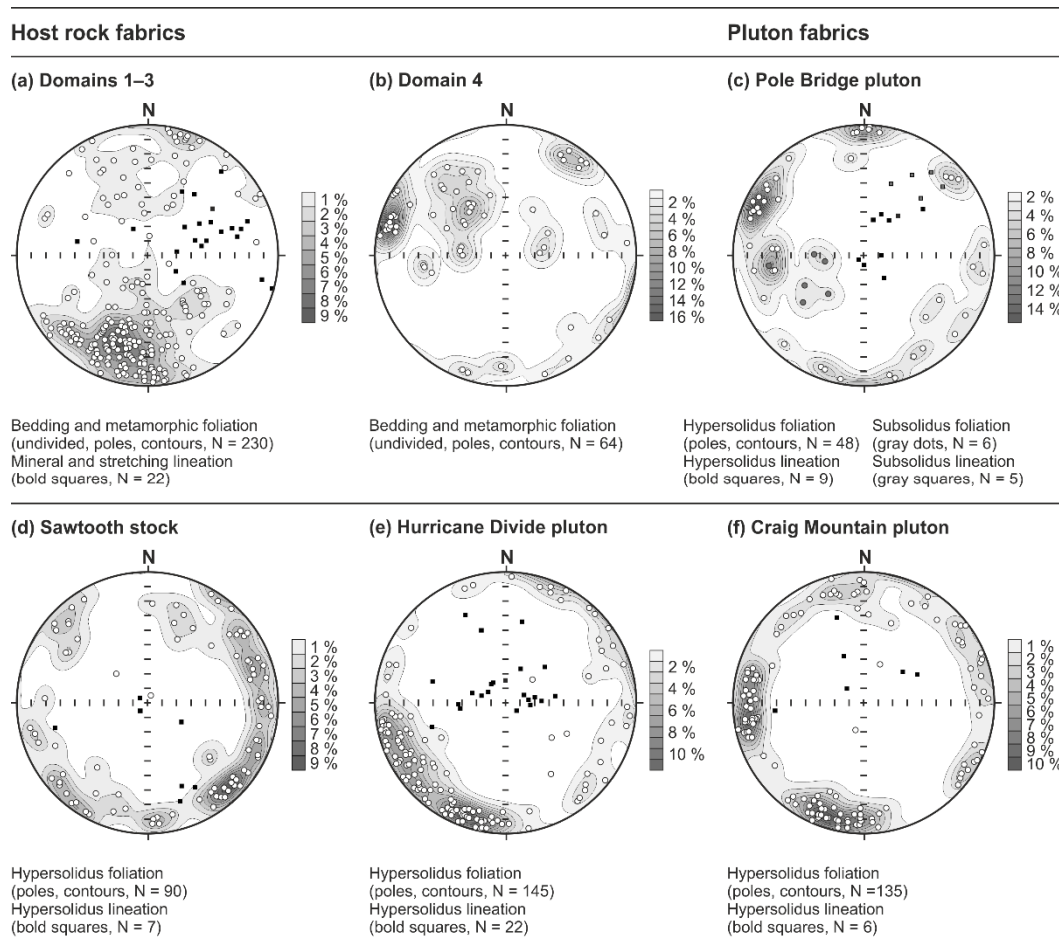 Host rock fabrics
Pluton fabrics
(a) Domains 1–3
N
1 %
2 %
3 %
4 %
5 %
6 %
7 %
8 %
9 %
Bedding and metamorphic foliation
(undivided, poles, contours, N = 230)
Mineral and stretching lineation
(bold squares, N = 22)
(b) Domain 4
N
2 %
4 %
6 %
8 %
10 %
12 %
14 %
16 %
Bedding and metamorphic foliation
(undivided, poles, contours, N = 64)
(c) Pole Bridge pluton
N
2 %
4 %
6 %
8 %
10 %
12 %
14 %
Hypersolidus foliation
(poles, contours, N = 48)
Hypersolidus lineation
(bold squares, N = 9)
Subsolidus foliation
(gray dots, N = 6)
Subsolidus lineation
(gray squares, N = 5)
(d) Sawtooth stock
N
1 %
2 %
3 %
4 %
5 %
6 %
7 %
8 %
9 %
Hypersolidus foliation
(poles, contours, N = 90)
Hypersolidus lineation
(bold squares, N = 7)
(e) Hurricane Divide pluton
N
2 %
4 %
6 %
8 %
10 %
Hypersolidus foliation
(poles, contours, N = 145)
Hypersolidus lineation
(bold squares, N = 22)
(f) Craig Mountain pluton
N
1 %
2 %
3 %
4 %
5 %
6 %
7 %
8 %
9 %
10 %
Hypersolidus foliation
(poles, contours, N =135)
Hypersolidus lineation
(bold squares, N = 6)